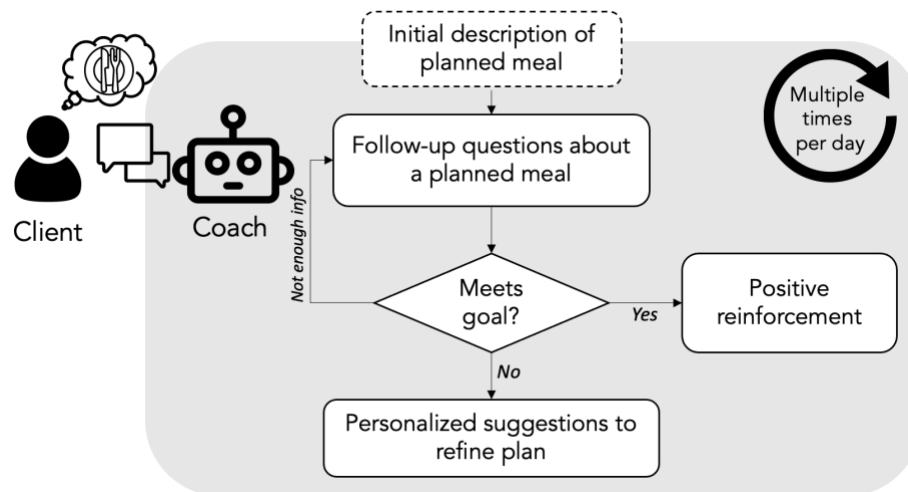 Initial description of
planned meal
Multiple
times
per day
Follow-up questions about
a planned meal
Client
Coach
Not enough info
Meets
goal?
Yes
Positive
reinforcement
No
Personalized suggestions to
refine plan